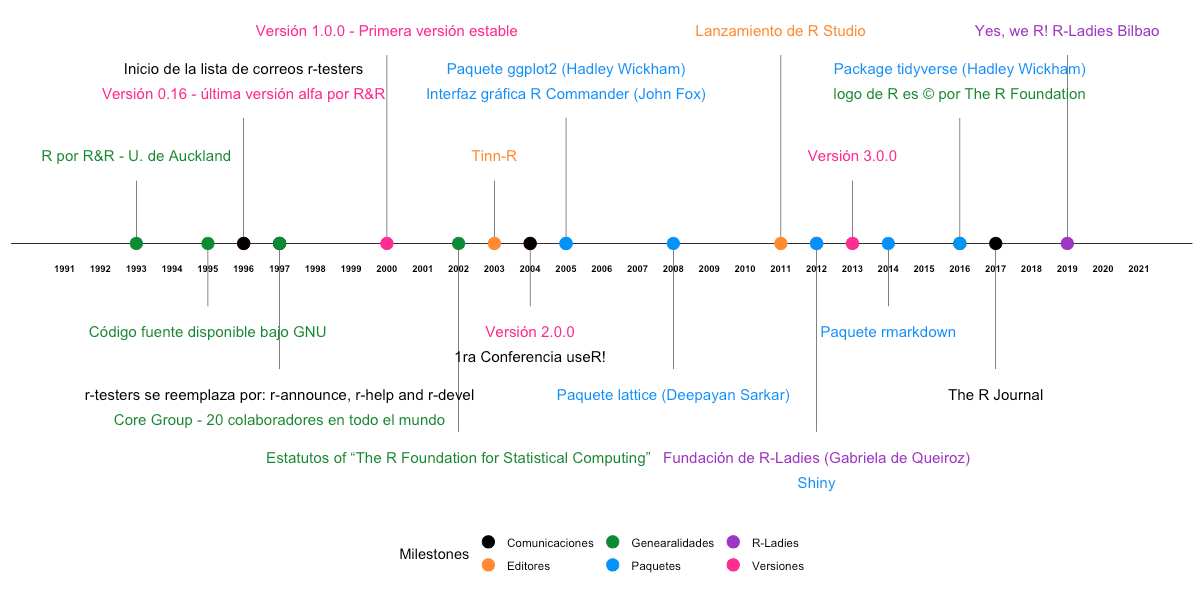 Versión 1.0.0 - Primera versión estable
Lanzamiento de R Studio
Yes, we R! R-Ladies Bilbao
Inicio de la lista de correos r-testers
Paquete ggplot2 (Hadley Wickham)
Package tidyverse (Hadley Wickham)
Versión 0.16 - última versión alfa por R&R
Interfaz gráfica R Commander (John Fox)
logo de R es © por The R Foundation
R por R&R - U. de Auckland
Tinn-R
Versión 3.0.0
1991 1992 1993 1994 1995 1996 1997 1998 1999 2000 2001 2002 2003 2004 2005 2006 2007 2008 2009 2010 2011 2012 2013 2014 2015 2016 2017 2018 2019 2020 2021
Código fuente disponible bajo GNU
Versión 2.0.0
Paquete rmarkdown
1ra Conferencia useR!
r-testers se reemplaza por: r-announce, r-help and r-devel
Paquete lattice (Deepayan Sarkar)
The R Journal
Core Group - 20 colaboradores en todo el mundo
Estatutos of “The R Foundation for Statistical Computing”
Fundación de R-Ladies (Gabriela de Queiroz)
Shiny
Milestones
Comunicaciones
Genearalidades
R-Ladies
Editores
Paquetes
Versiones